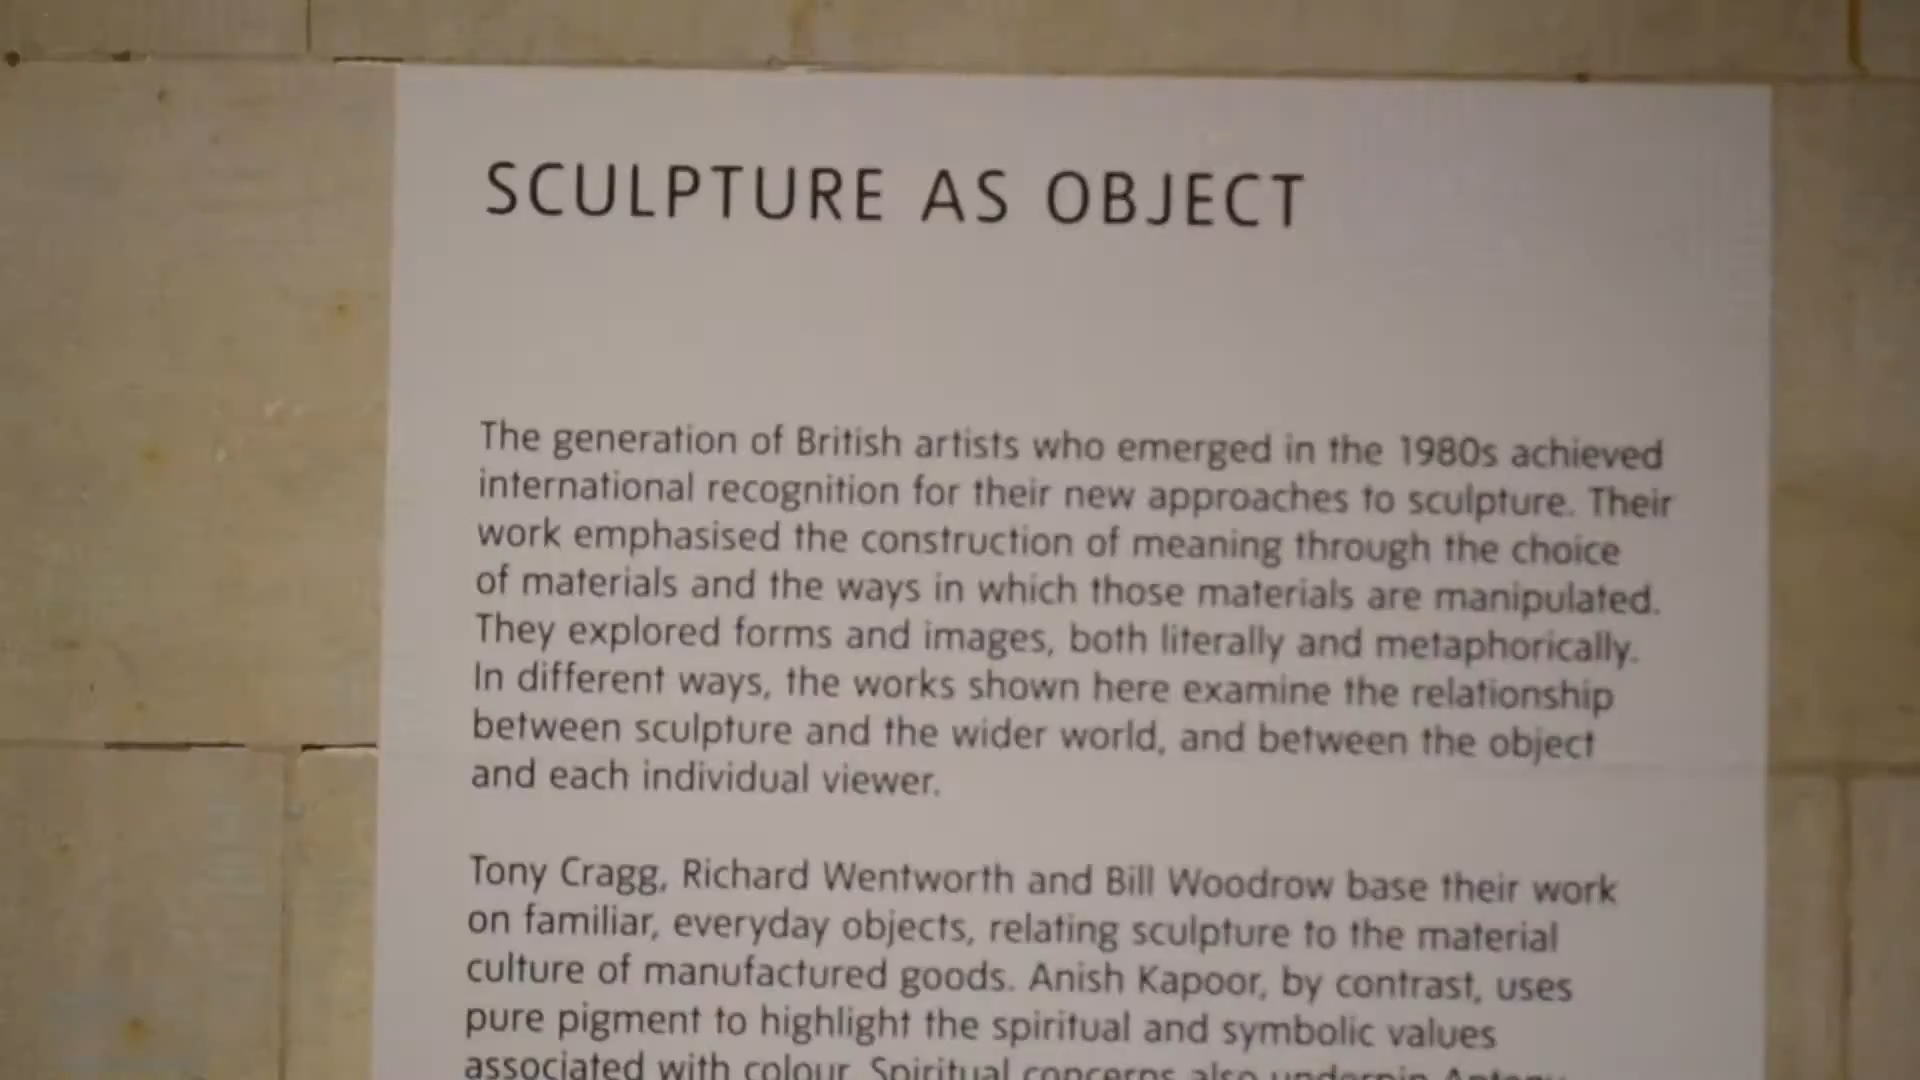 SCULPTURE AS OBJECT
The generation of British artists who emerged in the 1980s achieved
international recognition for their new approaches to sculpture. Their
work emphasised the construction of meaning through the choice
of materials and the ways in which those materials are manipulated.
They explored forms and images, both literally and metaphorically.
In different ways, the works shown here examine the relationship
between sculpture and the wider world, and between the object
and each individual viewer.
Tony Cragg, Richard Wentworth and Bill Woodrow base their work
on familiar, everyday objects, relating sculpture to the material
culture of manufactured goods. Anish Kapoor, by contrast, uses
pure pigment to highlight the spiritual and symbolic values
associated with colour. Spiritual concerns also underpin Antony